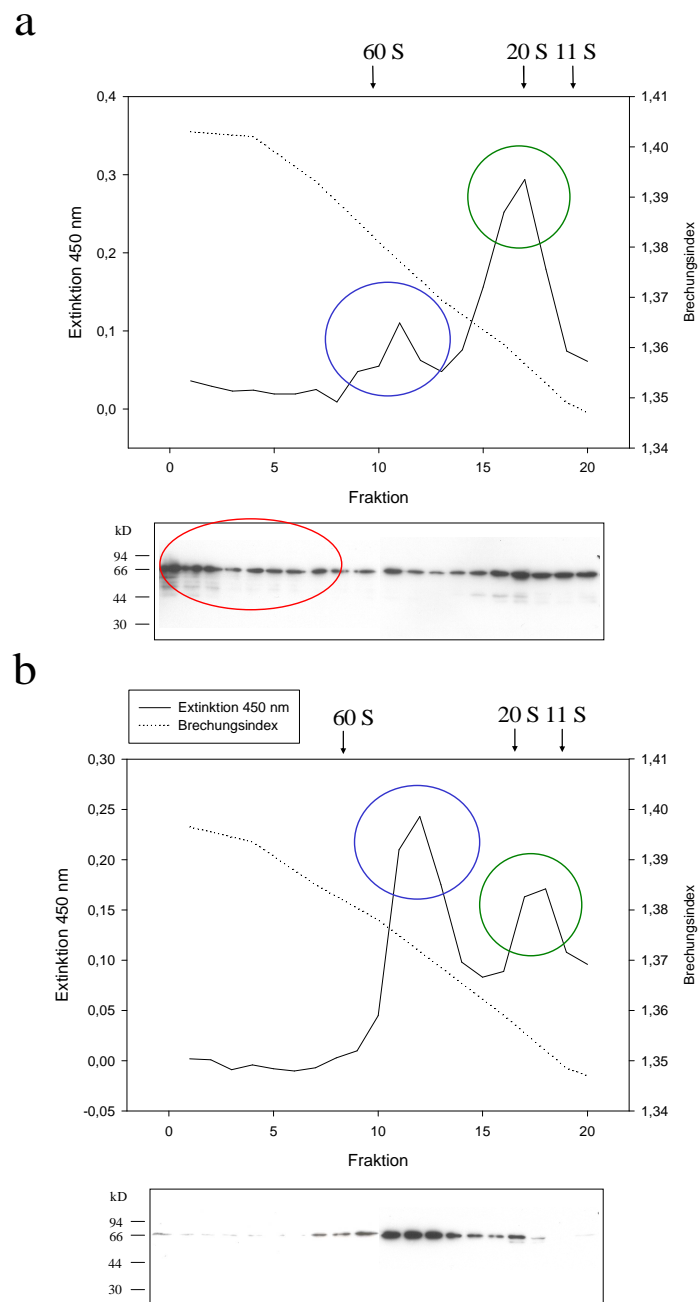 a
60 S 20 S 11 S
0,4 1,41
1,40
0,3
1,39
0,2 1,38
1,37
0,1
1,36
0,0 1,35
1,34
Extinktion 450 nm
Brechungsindex
0 5 10 15 20
Fraktion
kD
94
66
44
30
b
Extinktion 450 nm
Brechungsindex
60 S 20 S 11 S
0,30 1,41
0,25 1,40
0,20 1,39
0,15 1,38
0,10 1,37
0,05 1,36
0,00 1,35
-0,05 1,34
Extinktion 450 nm
Brechungsindex
0 5 10 15 20
Fraktion
kD
94
66
44
30